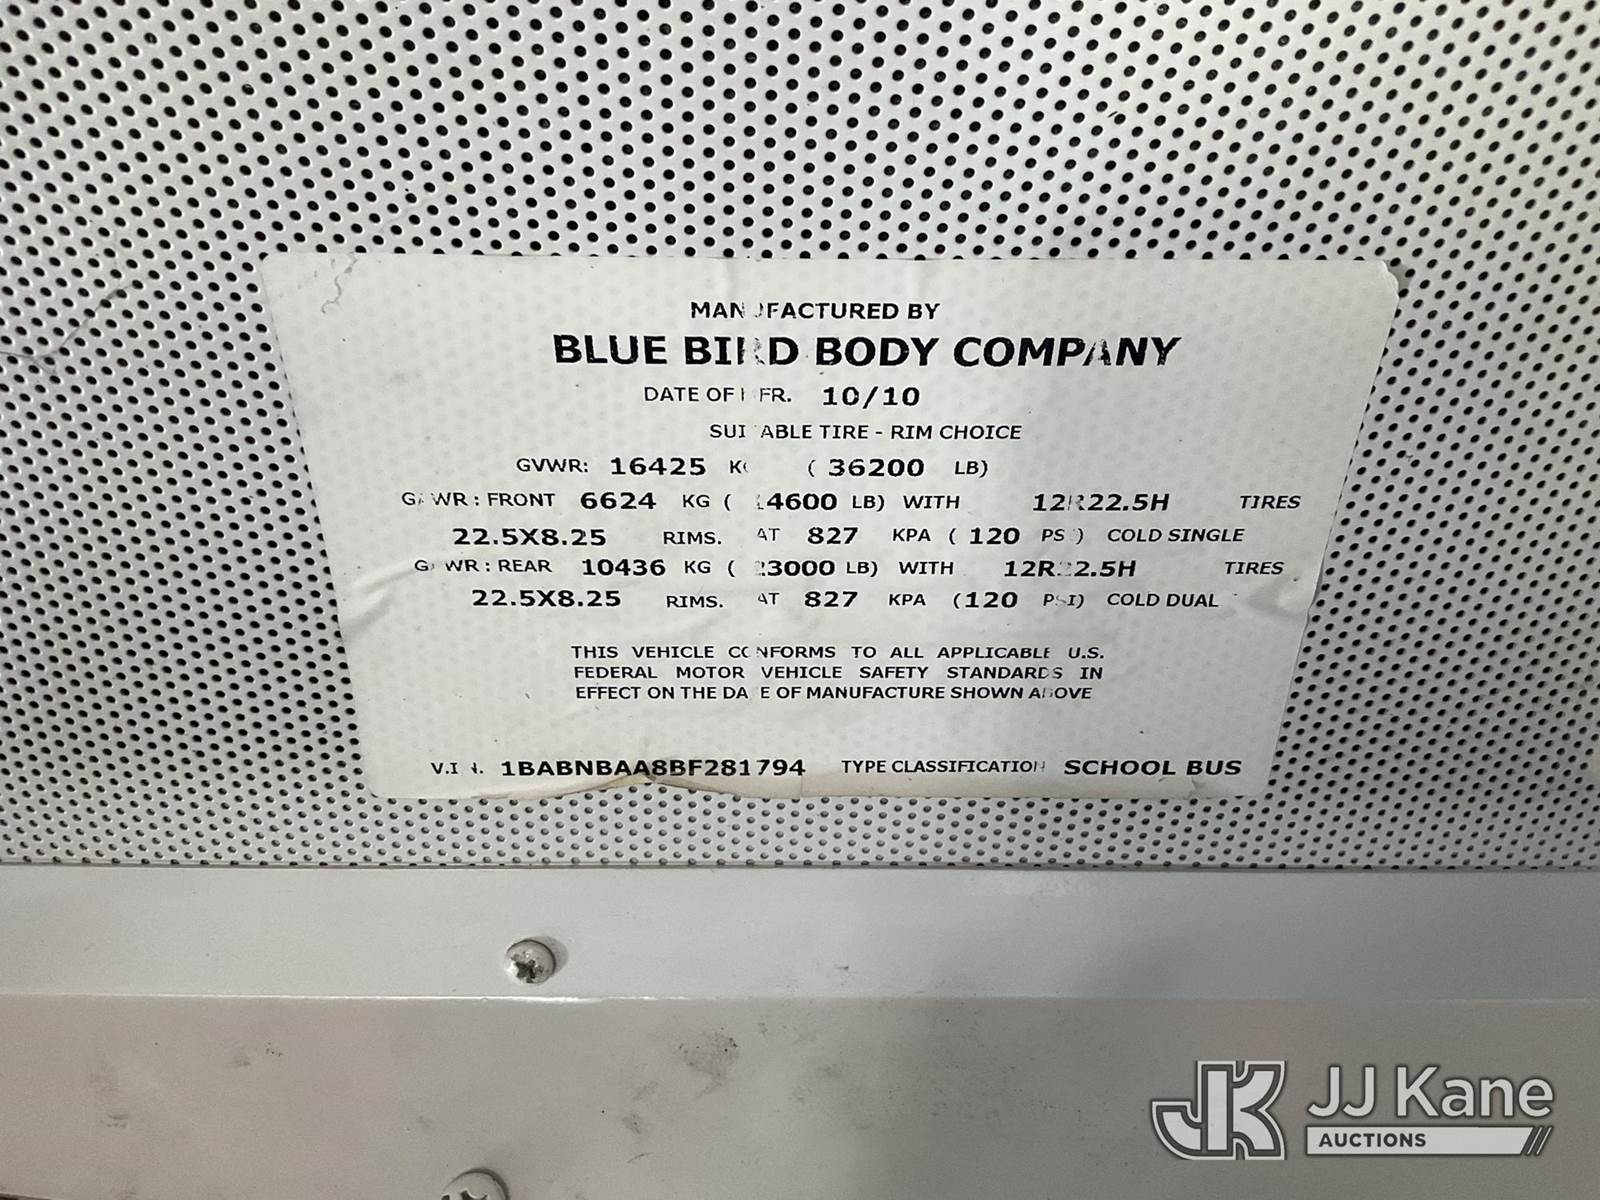 MANUFACTURED BY
BLUE BIRD BODY COMPANY
DATE OF MFR. 10/10
SUITABLE TIRE - RIM CHOICE
GVWR: 16425 KG ( 36200 LB)
GAWR : FRONT 6624 KG ( 14600 LB) WITH 12R22.5H TIRES
22.5X8.25 RIMS. AT 827 KPA ( 120 PSI ) COLD SINGLE
GAWR : REAR 10436 KG ( 23000 LB) WITH 12R22.5H TIRES
22.5X8.25 RIMS. AT 827 KPA (120 PSI) COLD DUAL
THIS VEHICLE CONFORMS TO ALL APPLICABLE U.S.
FEDERAL MOTOR VEHICLE SAFETY STANDARDS IN
EFFECT ON THE DATE OF MANUFACTURE SHOWN ABOVE
V.I.N. 1BABNBAA8BF281794 TYPE CLASSIFICATION SCHOOL BUS
JK JJ Kane
AUCTIONS